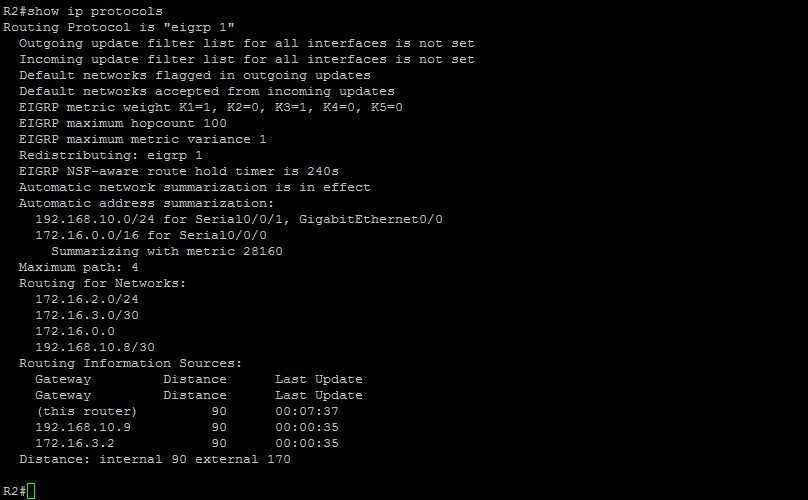 R2#show ip protocols
Routing Protocol is "eigrp 1"
Outgoing update filter list for all interfaces is not set
Incoming update filter list for all interfaces is not set
Default networks flagged in outgoing updates
Default networks accepted from incoming updates
EIGRP metric weight K1=1, K2=0, K3=1, K4=0, K5=0
EIGRP maximum hopcount 100
EIGRP maximum metric variance 1
Redistributing: eigrp 1
EIGRP NSF-aware route hold timer is 240s
Automatic network summarization is in effect
Automatic address summarization:
192.168.10.0/24 for Serial0/0/1, GigabitEthernet0/0
172.16.0.0/16 for Serial0/0/0
Summarizing with metric 28160
Maximum path: 4
Routing for Networks:
172.16.2.0/24
172.16.3.0/30
172.16.0.0
192.168.10.8/30
Routing Information Sources:
Gateway Distance Last Update
Gateway Distance Last Update
(this router) 90 00:07:37
192.168.10.9 90 00:00:35
172.16.3.2 90 00:00:35
Distance: internal 90 external 170
R2#